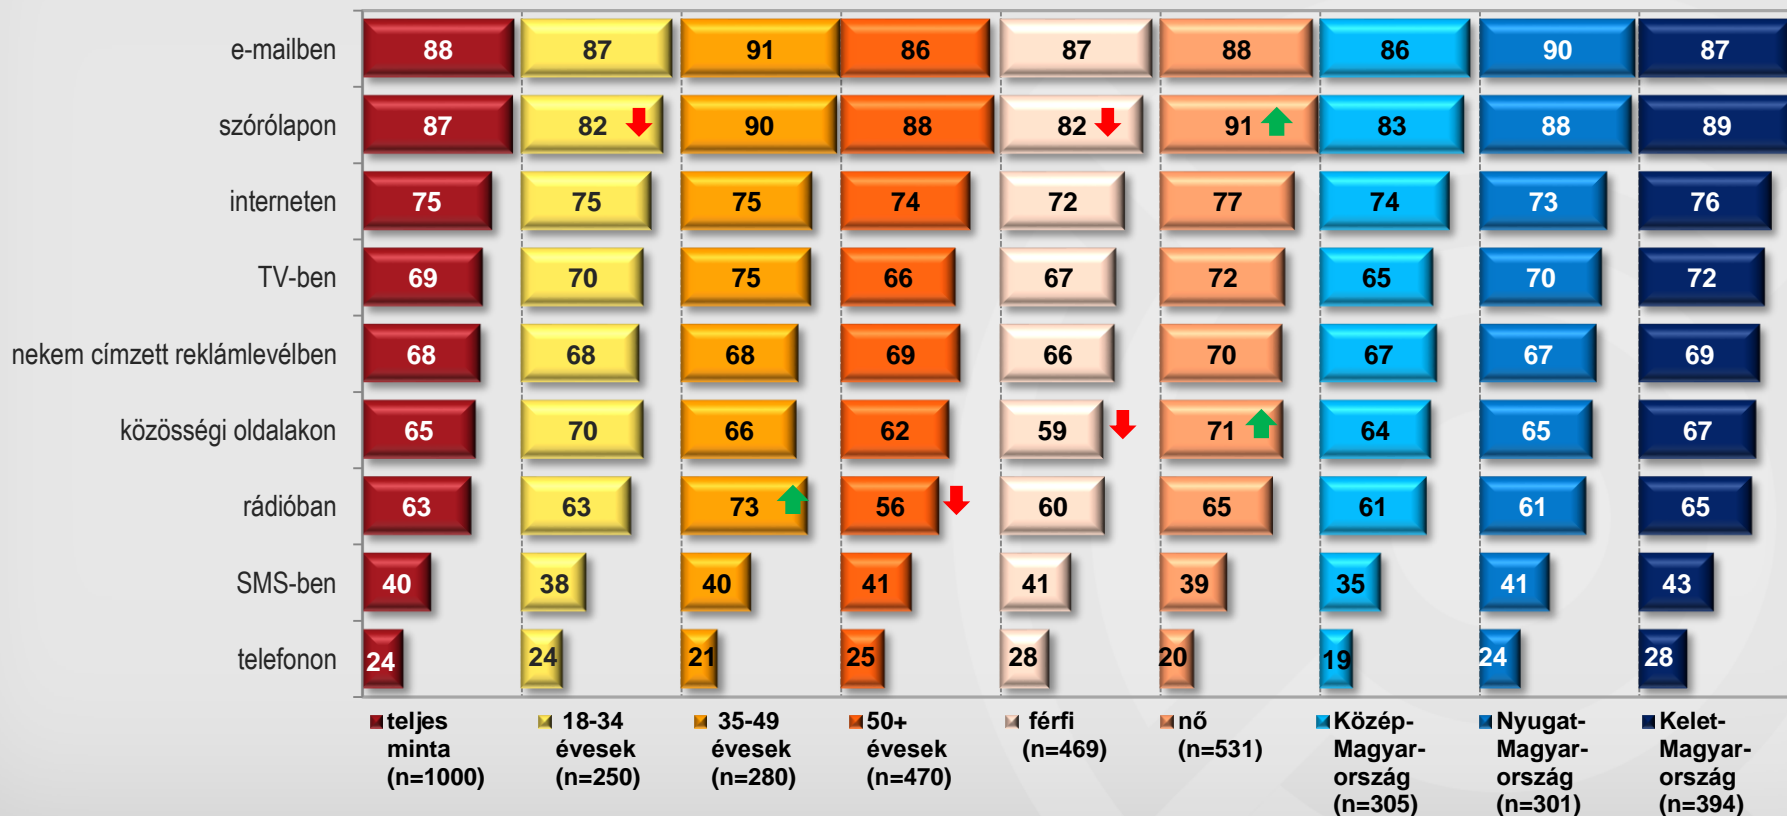 e-mailben 88 87 91 86 87 88 86 90 87
szórólapon 87 82 90 88 82 91 83 88 89
interneten 75 75 75 74 72 77 74 73 76
TV-ben 69 70 75 66 67 72 65 70 72
nekem címzett reklámlevélben 68 68 68 69 66 70 67 67 69
közösségi oldalakon 65 70 66 62 59 71 64 65 67
rádióban 63 63 73 56 60 65 61 61 65
SMS-ben 40 38 40 41 41 39 35 41 43
telefonon 24 24 21 25 28 20 19 24 28
teljes
minta
(n=1000)
18-34
évesek
(n=250)
35-49
évesek
(n=280)
50+
évesek
(n=470)
férfi
(n=469)
nő
(n=531)
Közép-
Magyar-
ország
(n=305)
Nyugat-
Magyar-
ország
(n=301)
Kelet-
Magyar-
ország
(n=394)